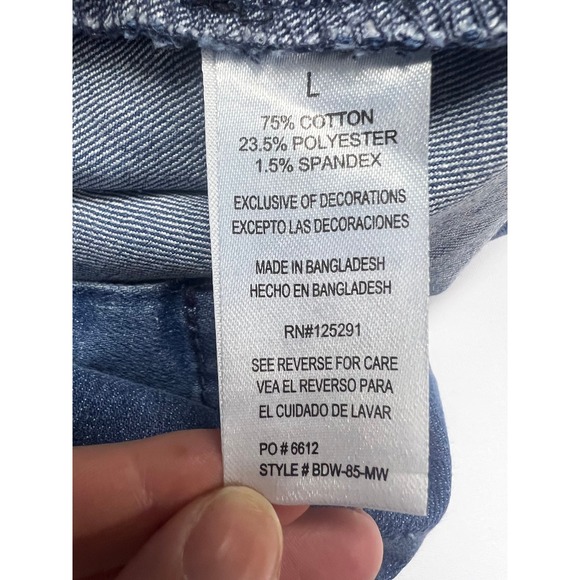 L
75% COTTON
23.5% POLYESTER
1.5% SPANDEX
EXCLUSIVE OF DECORATIONS
EXCEPTO LAS DECORACIONES
MADE IN BANGLADESH
HECHO EN BANGLADESH
RN#125291
SEE REVERSE FOR CARE
VEA EL REVERSO PARA
EL CUIDADO DE LAVAR
PO # 6612
STYLE # BDW-85-MW